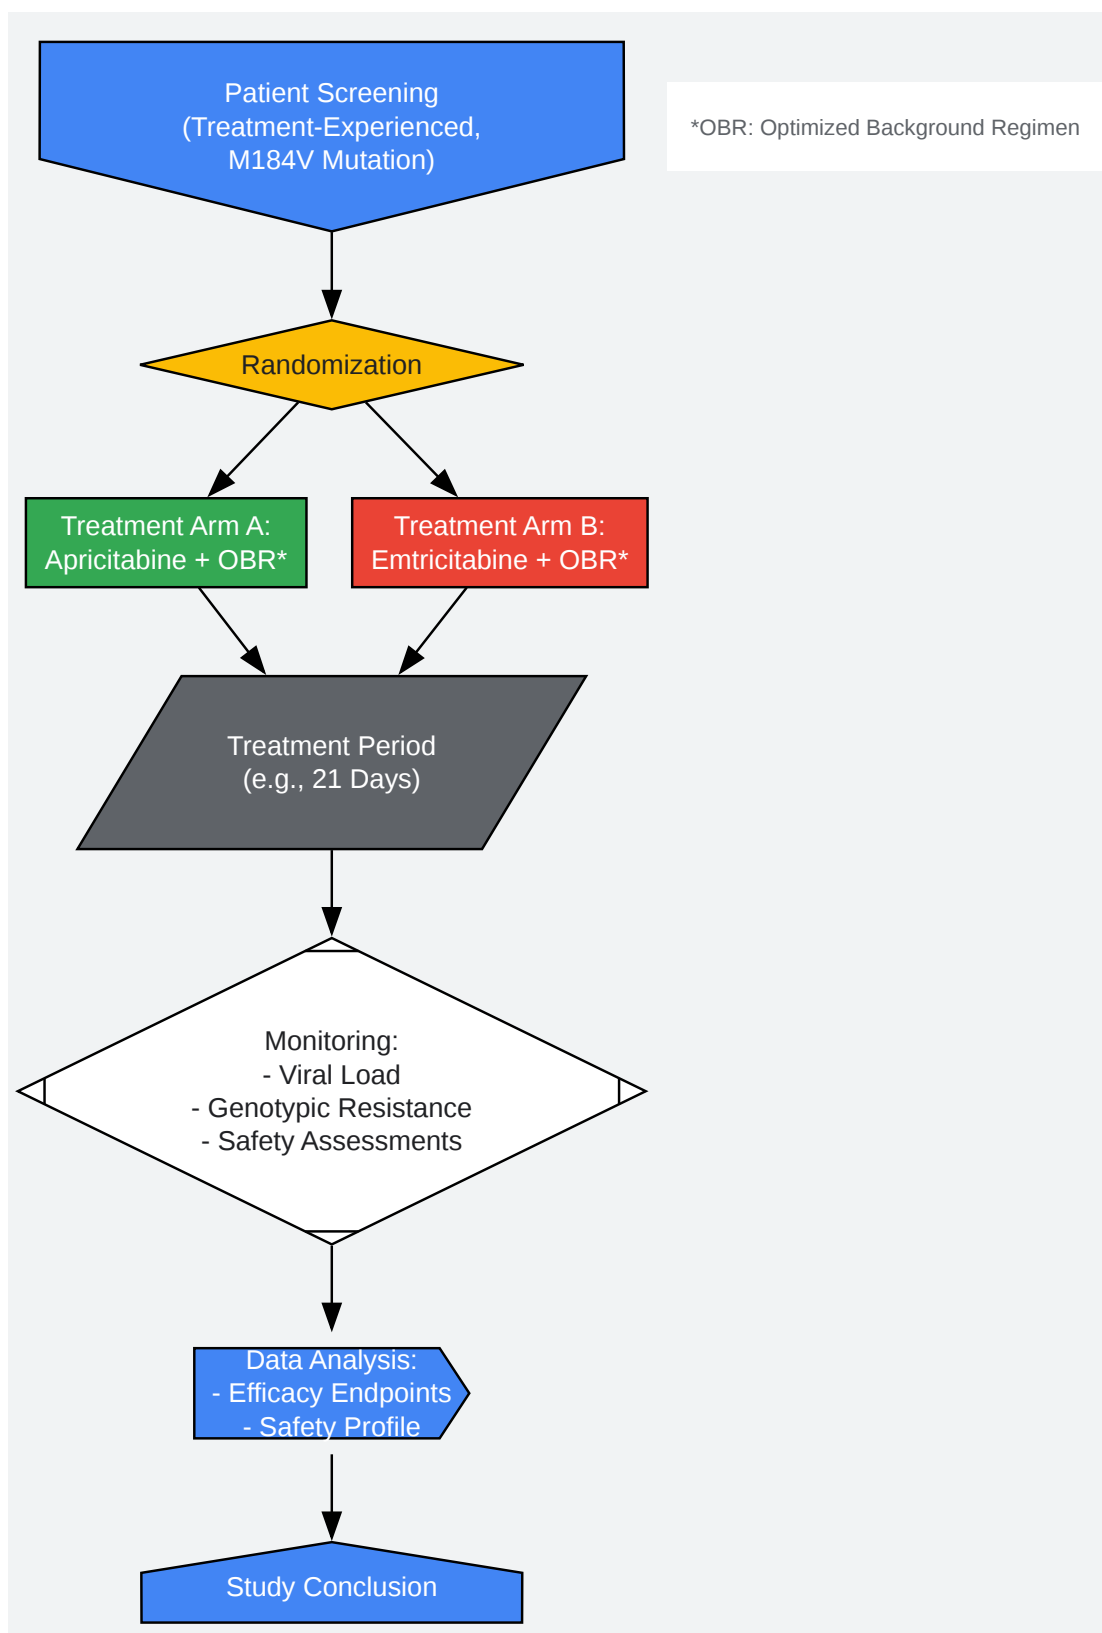 Patient Screening
(Treatment-Experienced,
M184V Mutation)
*OBR: Optimized Background Regimen
Randomization
Treatment Arm A:
Apricitabine + OBR*
Treatment Arm B:
Emtricitabine + OBR*
Treatment Period
(e.g., 21 Days)
Monitoring:
- Viral Load
- Genotypic Resistance
- Safety Assessments
Data Analysis:
- Efficacy Endpoints
- Safety Profile
Study Conclusion